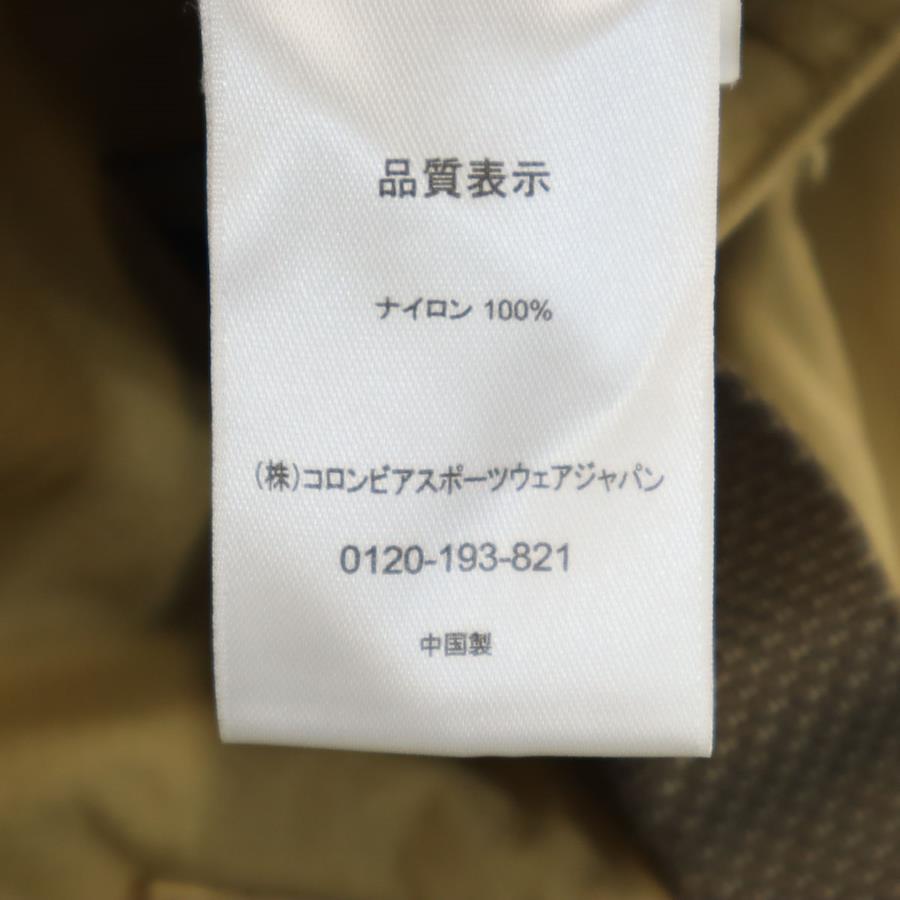 品質表示
ナイロン 100%
(株)コロンビアスポーツウェアジャパン
0120-193-821
中国製